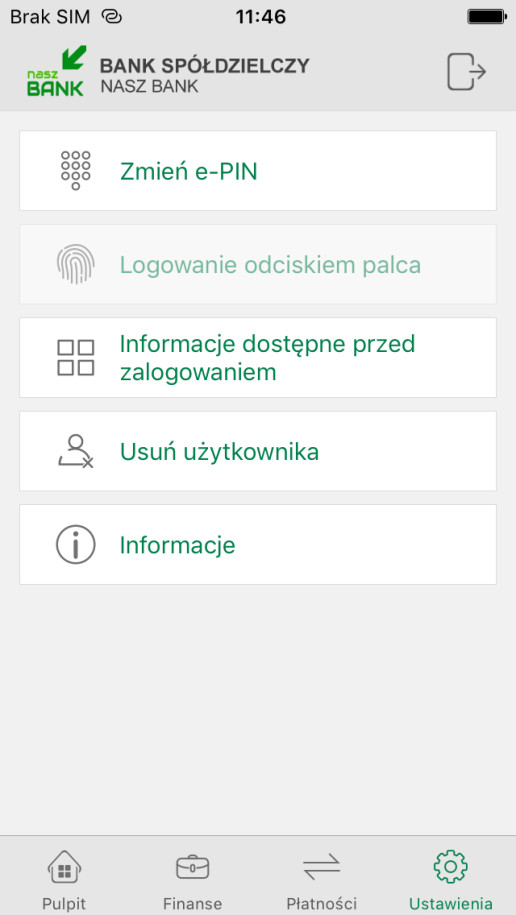 Brak SIM 11:46
nasz
BANK
BANK SPÓŁDZIELCZY
NASZ BANK
Zmień e-PIN
Logowanie odciskiem palca
Informacje dostępne przed
zalogowaniem
Usuń użytkownika
Informacje
Pulpit Finanse Płatności Ustawienia